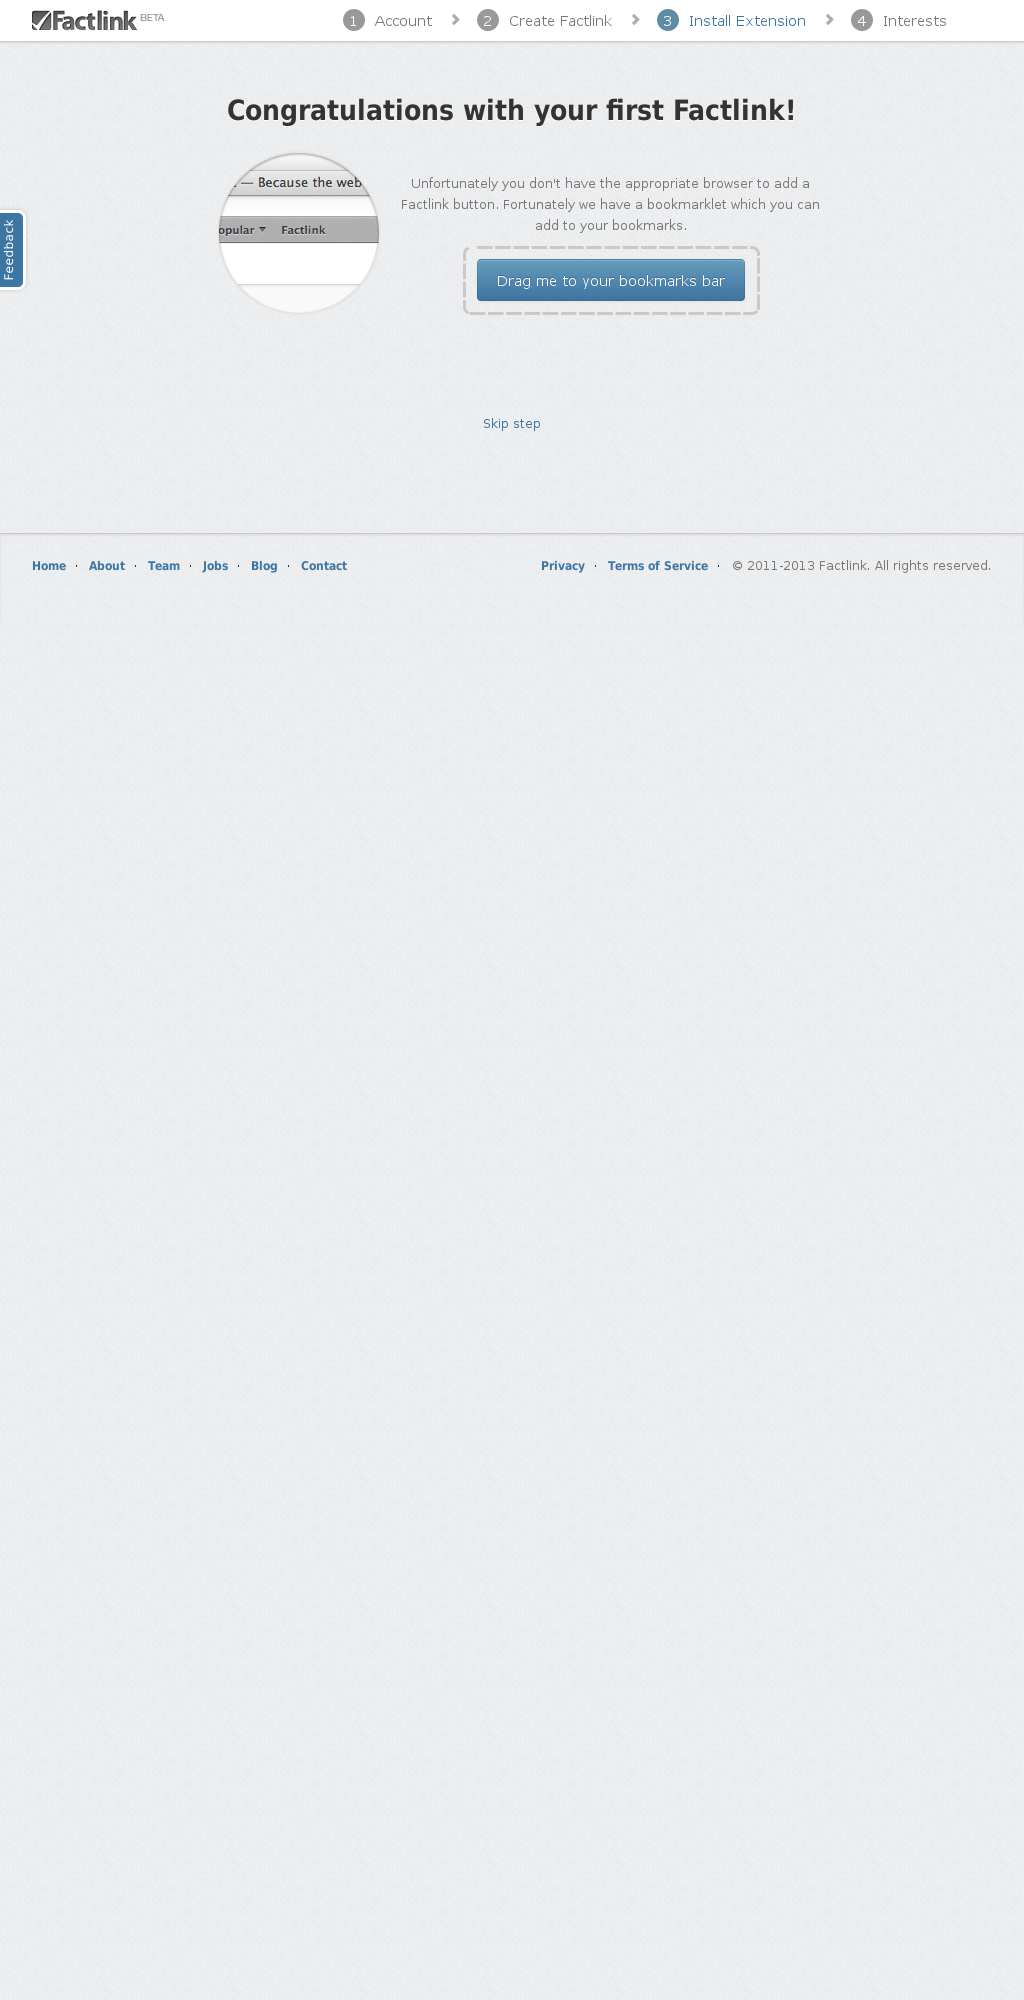 Factlink BETA
1 Account 2 Create Factlink 3 Install Extension 4 Interests
Congratulations with your first Factlink!
. — Because the web
opular Factlink
Unfortunately you don't have the appropriate browser to add a
Factlink button. Fortunately we have a bookmarklet which you can
add to your bookmarks.
Drag me to your bookmarks bar
Feedback
Skip step
Home · About · Team · Jobs · Blog · Contact
Privacy · Terms of Service · © 2011-2013 Factlink. All rights reserved.